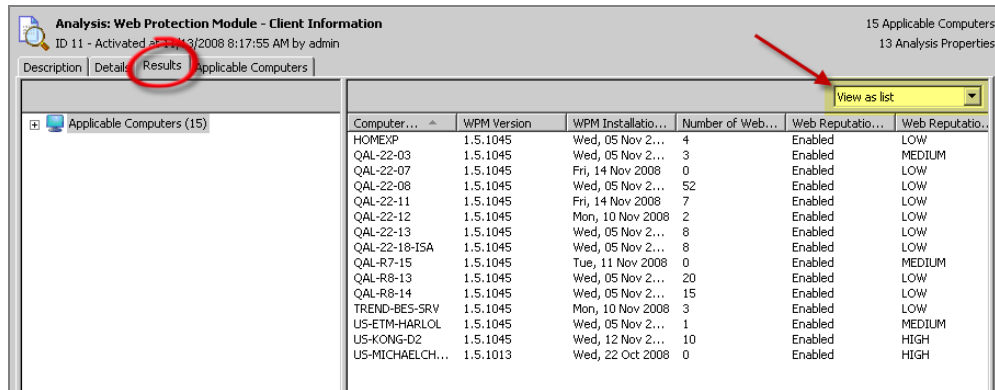 Analysis: Web Protection Module - Client Information 15 Applicable Computers
ID 11 - Activated at 11/13/2008 8:17:55 AM by admin 13 Analysis Properties
Description Details Results Applicable Computers
View as list
Applicable Computers (15)
Computer... WPM Version WPM Installatio... Number of Web... Web Reputatio... Web Reputatio...
HOMEXP 1.5.1045 Wed, 05 Nov 2... 4 Enabled LOW
QAL-22-03 1.5.1045 Wed, 05 Nov 2... 3 Enabled MEDIUM
QAL-22-07 1.5.1045 Fri, 14 Nov 2008 0 Enabled LOW
QAL-22-08 1.5.1045 Wed, 05 Nov 2... 52 Enabled LOW
QAL-22-11 1.5.1045 Fri, 14 Nov 2008 7 Enabled LOW
QAL-22-12 1.5.1045 Mon, 10 Nov 2008 2 Enabled LOW
QAL-22-13 1.5.1045 Wed, 05 Nov 2... 8 Enabled LOW
QAL-22-18-ISA 1.5.1045 Wed, 05 Nov 2... 8 Enabled LOW
QAL-R7-15 1.5.1045 Tue, 11 Nov 2008 0 Enabled MEDIUM
QAL-R8-13 1.5.1045 Wed, 05 Nov 2... 20 Enabled LOW
QAL-R8-14 1.5.1045 Wed, 05 Nov 2... 15 Enabled LOW
TREND-BES-SRV 1.5.1045 Mon, 10 Nov 2008 3 Enabled LOW
US-ETM-HARLOL 1.5.1045 Wed, 05 Nov 2... 1 Enabled MEDIUM
US-KONG-D2 1.5.1045 Wed, 12 Nov 2... 10 Enabled HIGH
US-MICHAELCH... 1.5.1013 Wed, 22 Oct 2008 0 Enabled HIGH